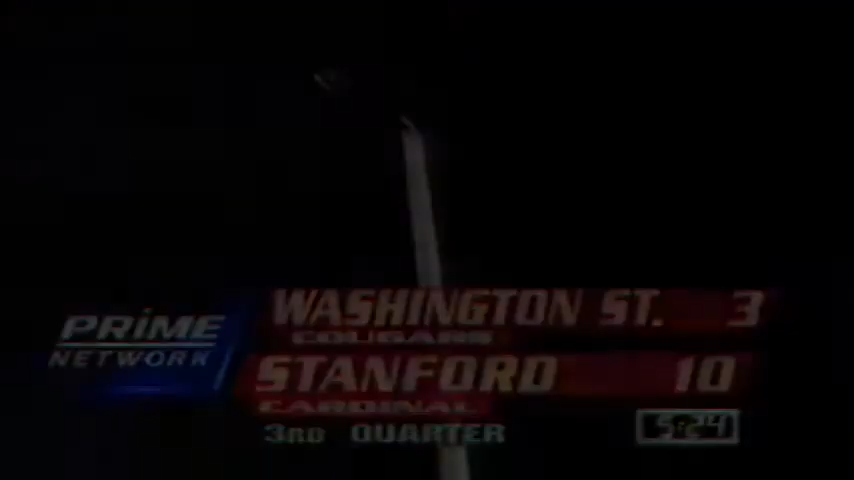 PRiME
NETWORK
WASHINGTON ST. 3
COUGARS
STANFORD 10
CARDINAL
3RD QUARTER 5:24